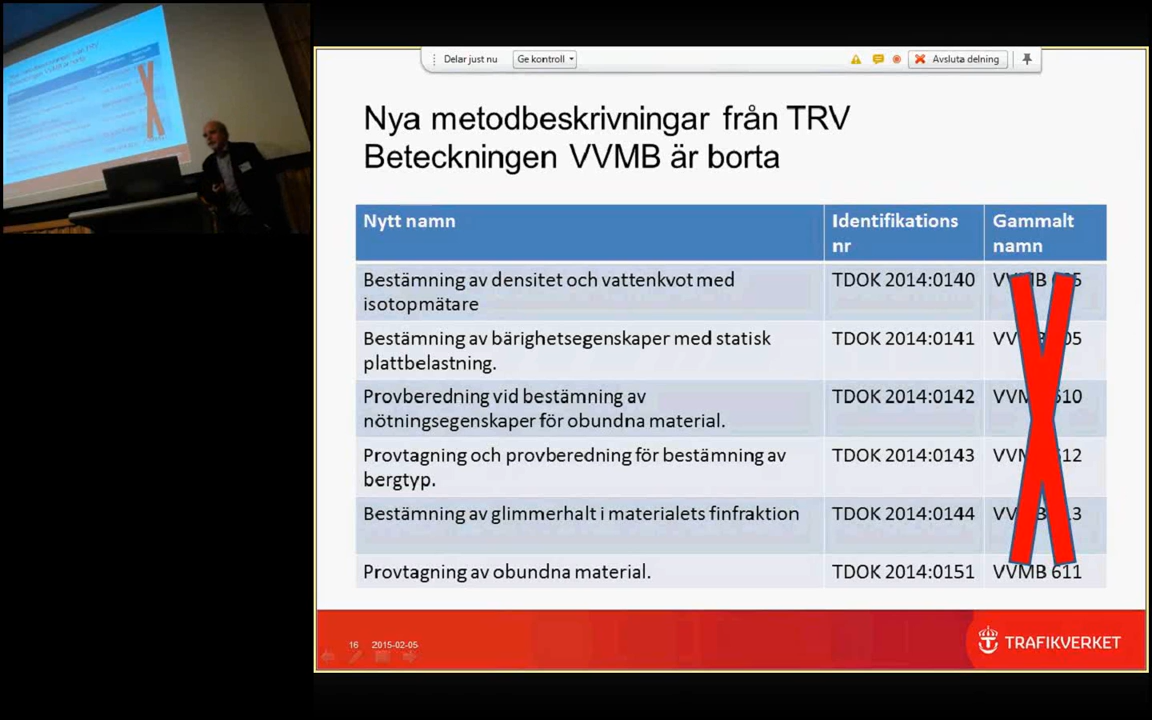 Delar just nu
Ge kontroll
Avsluta delning
Nya metodbeskrivningar från TRV
Beteckningen VVMB är borta
Nytt namn
Identifikations
nr
Gammalt
namn
Bestämning av densitet och vattenkvot med
isotopmätare
TDOK 2014:0140
Bestämning av bärighetsegenskaper med statisk
plattbelastning.
TDOK 2014:0141
Provberedning vid bestämning av
nötningsegenskaper för obundna material.
TDOK 2014:0142
Provtagning och provberedning för bestämning av
bergtyp.
TDOK 2014:0143
Bestämning av glimmerhalt i materialets finfraktion
TDOK 2014:0144
Provtagning av obundna material.
TDOK 2014:0151
VVMB 611
16 2015-02-05
TRAFIKVERKET